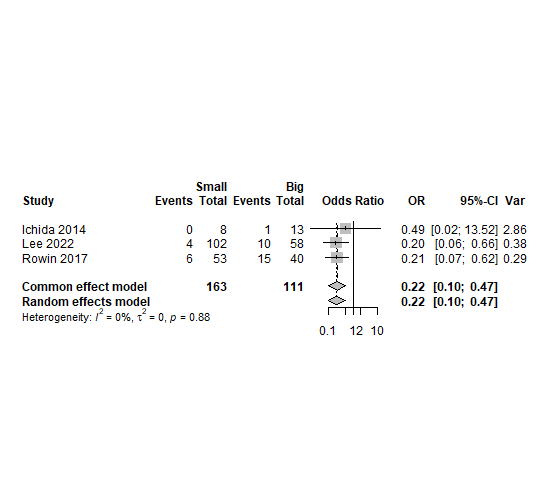 Small Big
Study Events Total Events Total Odds Ratio OR 95%-CI Var
Ichida 2014 0 8 1 13 0.49 [0.02; 13.52] 2.86
Lee 2022 4 102 10 58 0.20 [0.06; 0.66] 0.38
Rowin 2017 6 53 15 40 0.21 [0.07; 0.62] 0.29
Common effect model 163 111 0.22 [0.10; 0.47]
Random effects model 0.22 [0.10; 0.47]
Heterogeneity: I² = 0%, τ² = 0, p = 0.88
0.1 1 2 10